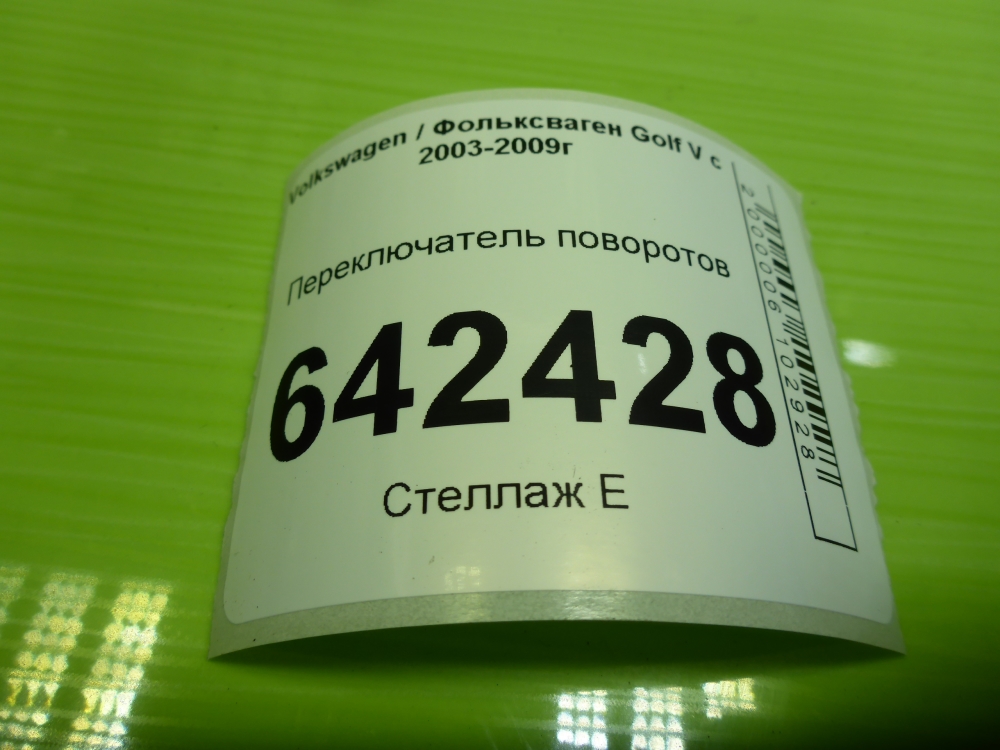 Volkswagen / Фольксваген Golf V с
2003-2009г
Переключатель поворотов
642428
Стеллаж Е
2000006102928